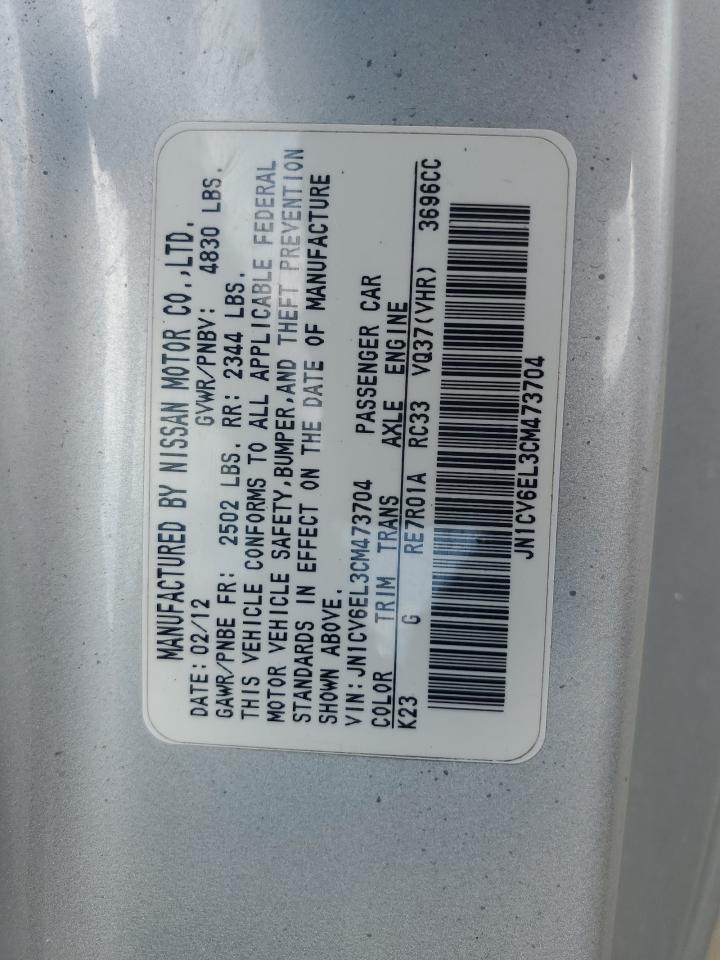 MANUFACTURED BY NISSAN MOTOR CO.,LTD.
DATE: 02/12 GVWR/PNBV: 4830 LBS.
GAWR/PNBE FR: 2502 LBS. RR: 2344 LBS.
THIS VEHICLE CONFORMS TO ALL APPLICABLE FEDERAL
MOTOR VEHICLE SAFETY,BUMPER,AND THEFT PREVENTION
STANDARDS IN EFFECT ON THE DATE OF MANUFACTURE
SHOWN ABOVE.
VIN:JN1CV6EL3CM473704 PASSENGER CAR
COLOR TRIM TRANS AXLE ENGINE
K23 G RE7R01A RC33 VQ37(VHR) 3696CC
JN1CV6EL3CM473704